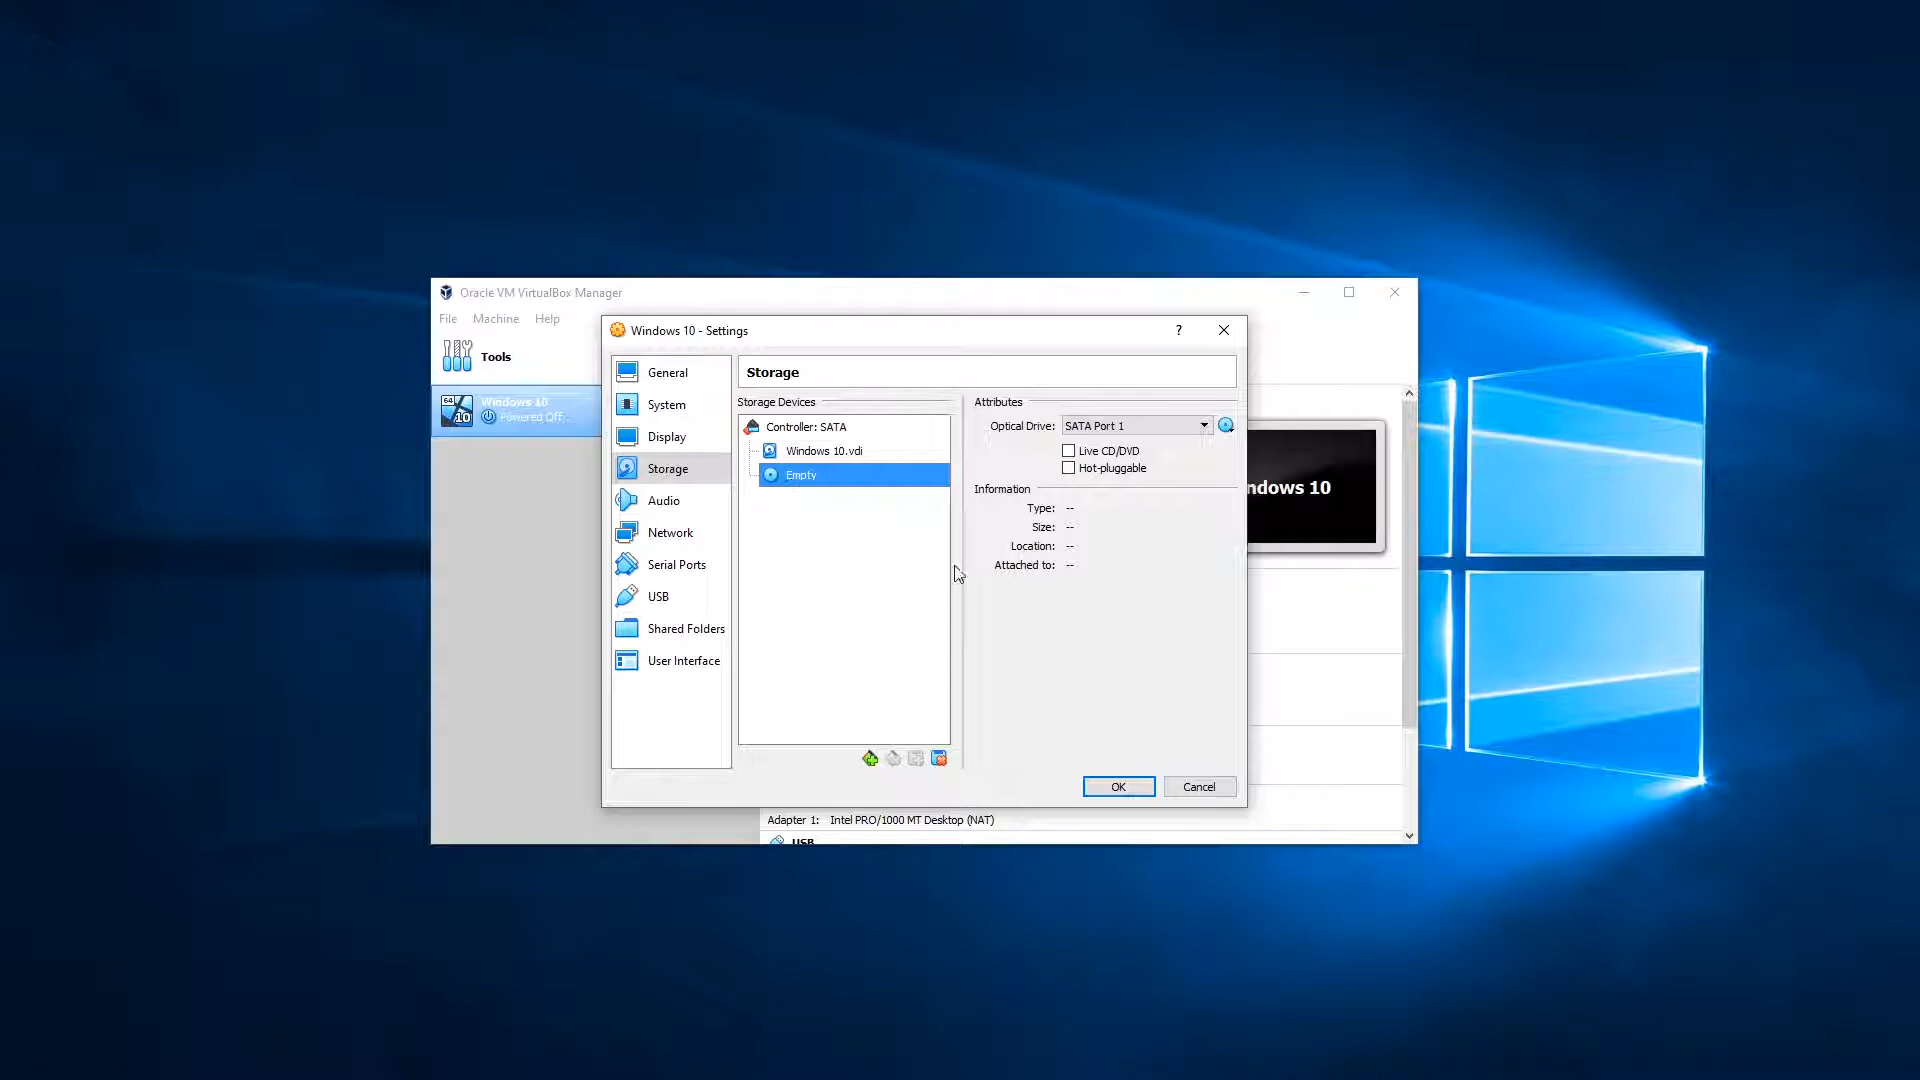 Oracle VM VirtualBox Manager
File Machine Help
Tools
64
10
Windows 10
Powered Off
Windows 10 - Settings
?
General
System
Display
Storage
Audio
Network
Serial Ports
USB
Shared Folders
User Interface
Storage
Storage Devices
Controller: SATA
Windows 10.vdi
Empty
Attributes
Optical Drive: SATA Port 1
Live CD/DVD
Hot-pluggable
Information
Type: --
Size: --
Location: --
Attached to: --
OK Cancel
ndows 10
Adapter 1: Intel PRO/1000 MT Desktop (NAT)
USB